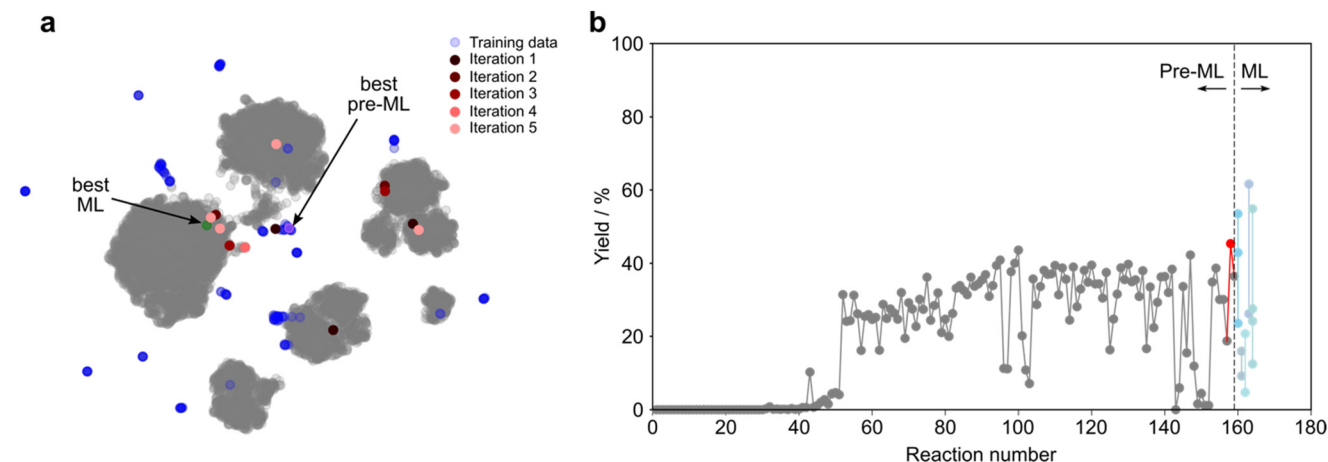 a
Training data
Iteration 1
Iteration 2
Iteration 3
Iteration 4
Iteration 5
best
pre-ML
best
ML
b
100
80
60
40
20
0
Yield / %
Pre-ML
ML
0
20
40
60
80
100
120
140
160
180
Reaction number